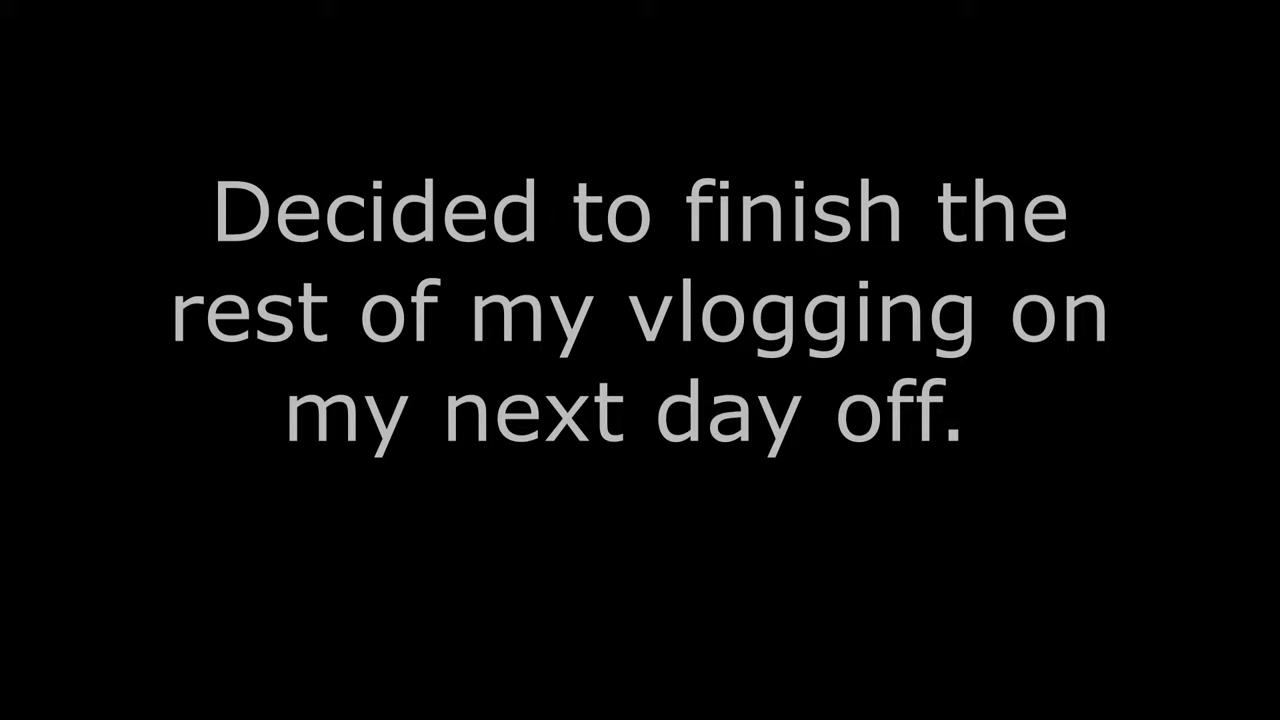 Decided to finish the
rest of my vlogging on
my next day off.